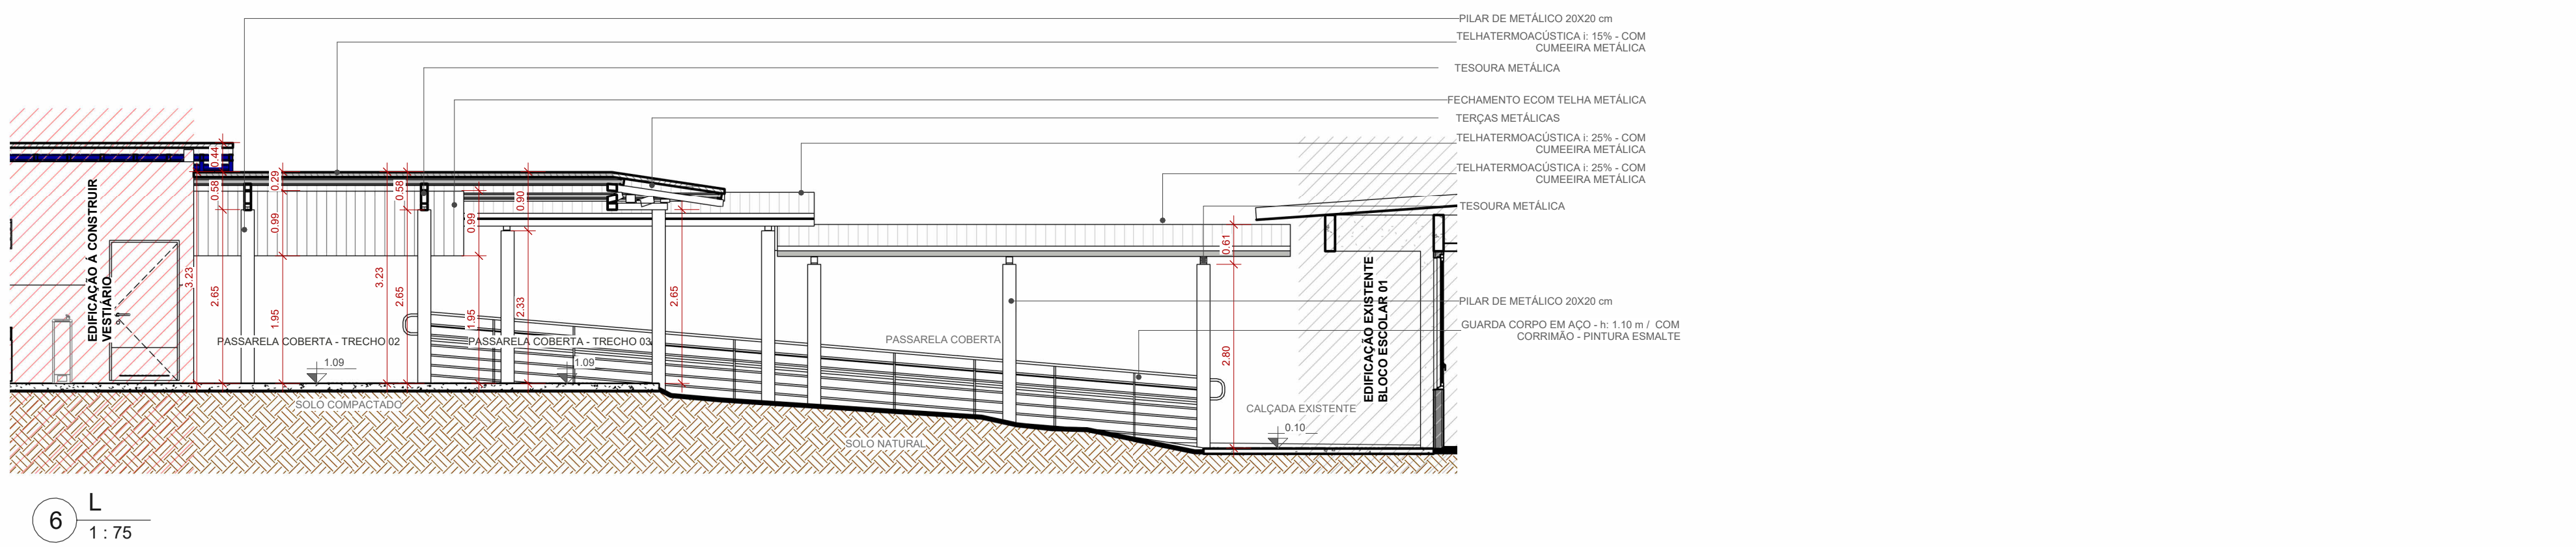 PILAR DE METÁLICO 20X20 cm
TELHATERMOACÚSTICA i: 15% - COM
CUMEEIRA METÁLICA
TESOURA METÁLICA
FECHAMENTO ECOM TELHA METÁLICA
TERÇAS METÁLICAS
TELHATERMOACÚSTICA i: 25% - COM
CUMEEIRA METÁLICA
TELHATERMOACÚSTICA i: 25% - COM
CUMEEIRA METÁLICA
TESOURA METÁLICA
PILAR DE METÁLICO 20X20 cm
GUARDA CORPO EM AÇO - h: 1.10 m / COM
CORRIMÃO - PINTURA ESMALTE
EDIFICAÇÃO Á CONSTRUIR
VESTIÁRIO
0.44
0.58
0.29
0.58
0.90
0.99
0.99
0.61
3.23
2.65
1.95
3.23
2.65
1.95
2.33
2.65
2.80
PASSARELA COBERTA - TRECHO 02
PASSARELA COBERTA - TRECHO 03
PASSARELA COBERTA
1.09
1.09
EDIFICAÇÃO EXISTENTE
BLOCO ESCOLAR 01
SOLO COMPACTADO
CALÇADA EXISTENTE
0.10
SOLO NATURAL
6
L
1 : 75